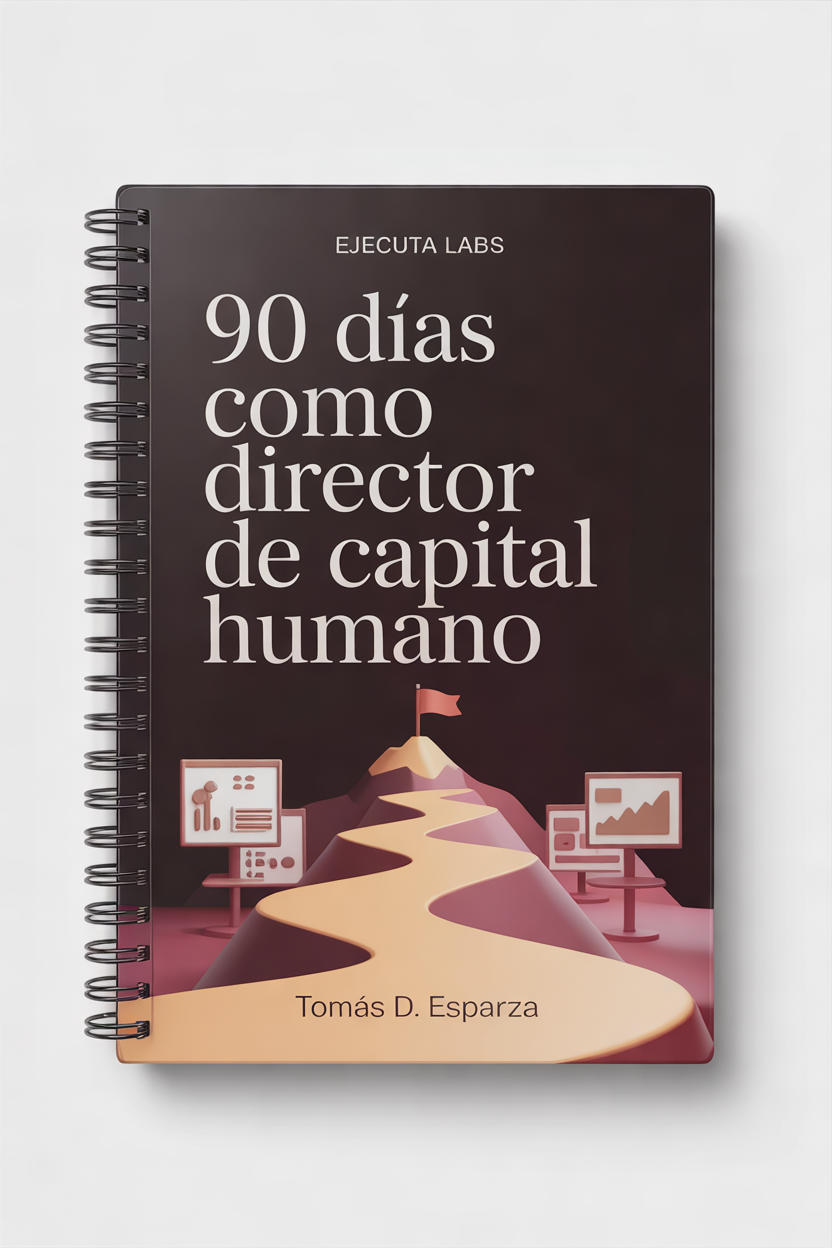 EJECUTA LABS
90 días
como
director
de capital
humano
Tomás D. Esparza